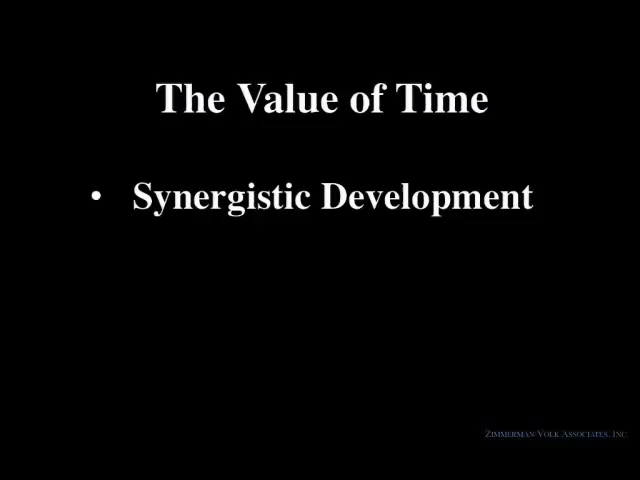 The Value of Time
• Synergistic Development
Zimmerman/Volk Associates, Inc.